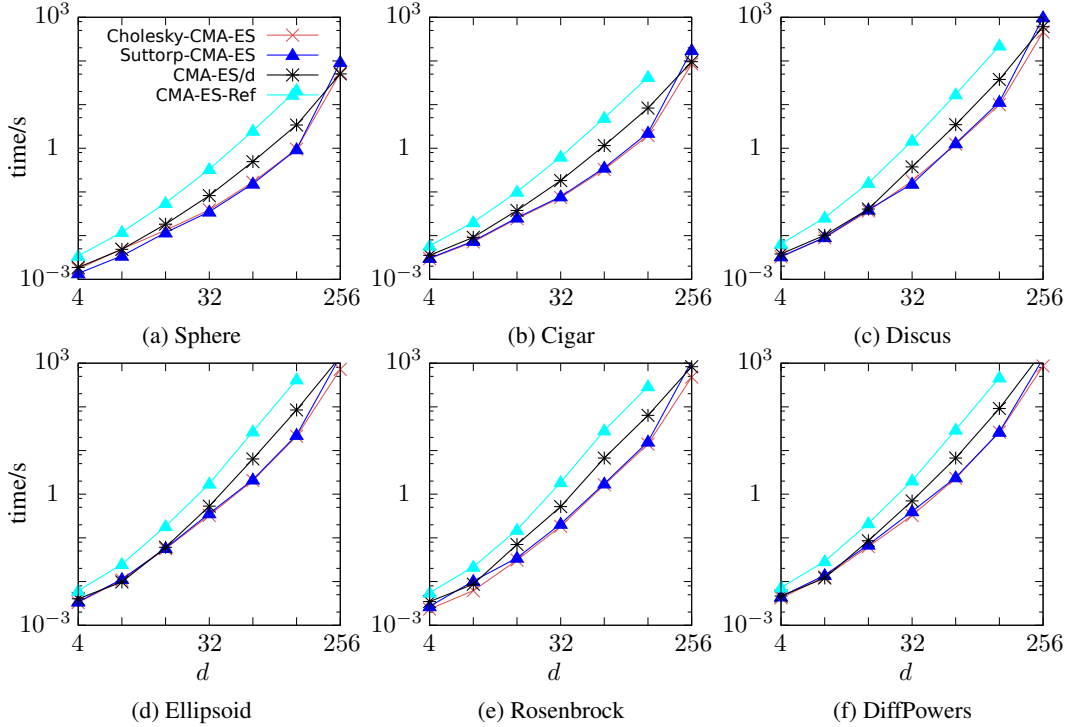 10^3
Cholesky-CMA-ES
Suttorp-CMA-ES
CMA-ES/d
CMA-ES-Ref
time/s
1
10^-3
4 32 256
(a) Sphere
10^3
1
10^-3
4 32 256
(b) Cigar
10^3
1
10^-3
4 32 256
(c) Discus
10^3
time/s
1
10^-3
4 32 256
d
(d) Ellipsoid
10^3
1
10^-3
4 32 256
d
(e) Rosenbrock
10^3
1
10^-3
4 32 256
d
(f) DiffPowers